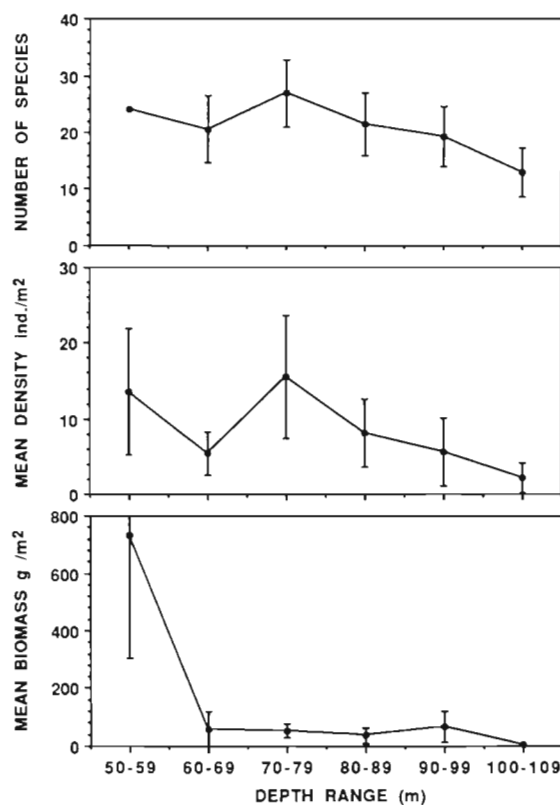 40
30
20
10
0
NUMBER OF SPECIES
30
20
10
0
MEAN DENSITY ind./m²
800
600
400
200
0
MEAN BIOMASS g /m²
50-59 60-69 70-79 80-89 90-99 100-109
DEPTH RANGE (m)